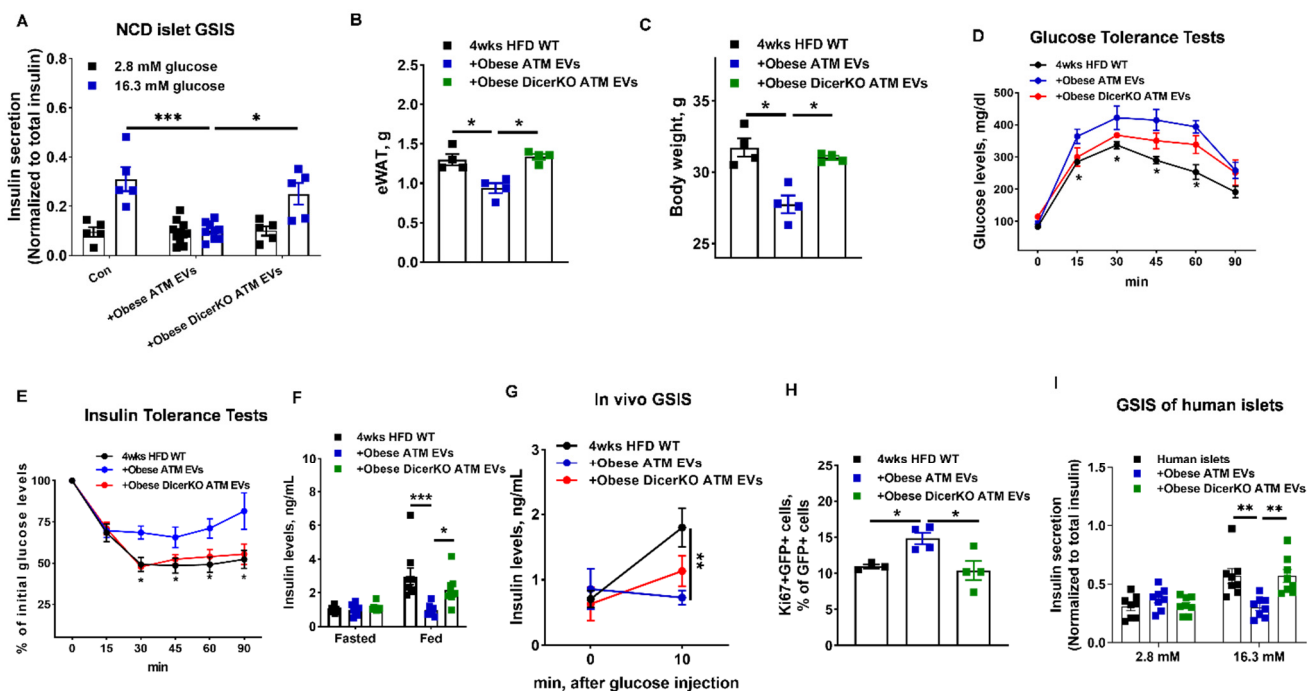 A
NCD islet GSIS
2.8 mM glucose
16.3 mM glucose
Insulin secretion
(Normalized to total insulin)
0.8
0.6
0.4
0.2
0.0
***
*
Con
+Obese ATM EVs
+Obese DicerKO ATM EVs
B
4wks HFD WT
+Obese ATM EVs
+Obese DicerKO ATM EVs
eWAT, g
2.5
2.0
1.5
1.0
0.5
0.0
*
*
C
4wks HFD WT
+Obese ATM EVs
+Obese DicerKO ATM EVs
Body weight, g
35
31
28
25
*
*
D
Glucose Tolerance Tests
4wks HFD WT
+Obese ATM EVs
+Obese DicerKO ATM EVs
Glucose levels, mg/dl
500
400
300
200
100
*
*
*
*
0 15 30 45 60 90
min
E
Insulin Tolerance Tests
4wks HFD WT
+Obese ATM EVs
+Obese DicerKO ATM EVs
% of initial glucose levels
100
75
50
25
* * * *
0 15 30 45 60 90
min
F
4wks HFD WT
+Obese ATM EVs
+Obese DicerKO ATM EVs
Insulin levels, ng/mL
10
8
6
4
2
0
***
*
Fasted Fed
G
In vivo GSIS
4wks HFD WT
+Obese ATM EVs
+Obese DicerKO ATM EVs
Insulin levels, ng/mL
3
2
1
0
**
0 10
min, after glucose injection
H
4wks HFD WT
+Obese ATM EVs
+Obese DicerKO ATM EVs
Ki67+GFP+ cells,
% of GFP+ cells
25
20
15
10
5
0
*
*
I
GSIS of human islets
Human islets
+Obese ATM EVs
+Obese DicerKO ATM EVs
Insulin secretion
(Normalized to total insulin)
1.5
1.0
0.5
0.0
**
**
2.8 mM 16.3 mM